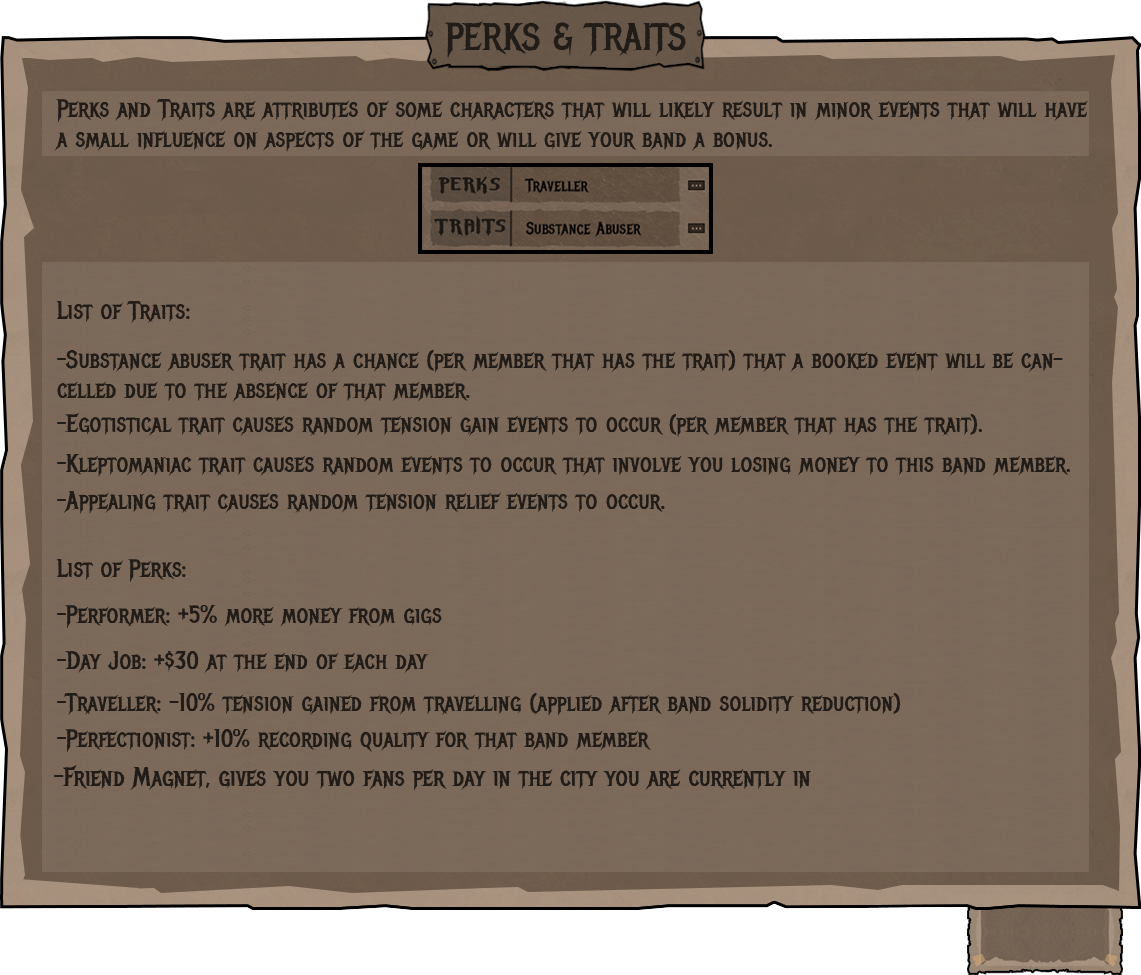 Perks & Traits
Perks and Traits are attributes of some characters that will likely result in minor events that will have
a small influence on aspects of the game or will give your band a bonus.
Perks Traveller
Traits Substance Abuser
List of Traits:
-Substance abuser trait has a chance (per member that has the trait) that a booked event will be can-
celled due to the absence of that member.
-Egotistical trait causes random tension gain events to occur (per member that has the trait).
-Kleptomaniac trait causes random events to occur that involve you losing money to this band member.
-Appealing trait causes random tension relief events to occur.
List of Perks:
-Performer: +5% more money from gigs
-Day Job: +$30 at the end of each day
-Traveller: -10% tension gained from travelling (applied after band solidity reduction)
-Perfectionist: +10% recording quality for that band member
-Friend Magnet, gives you two fans per day in the city you are currently in